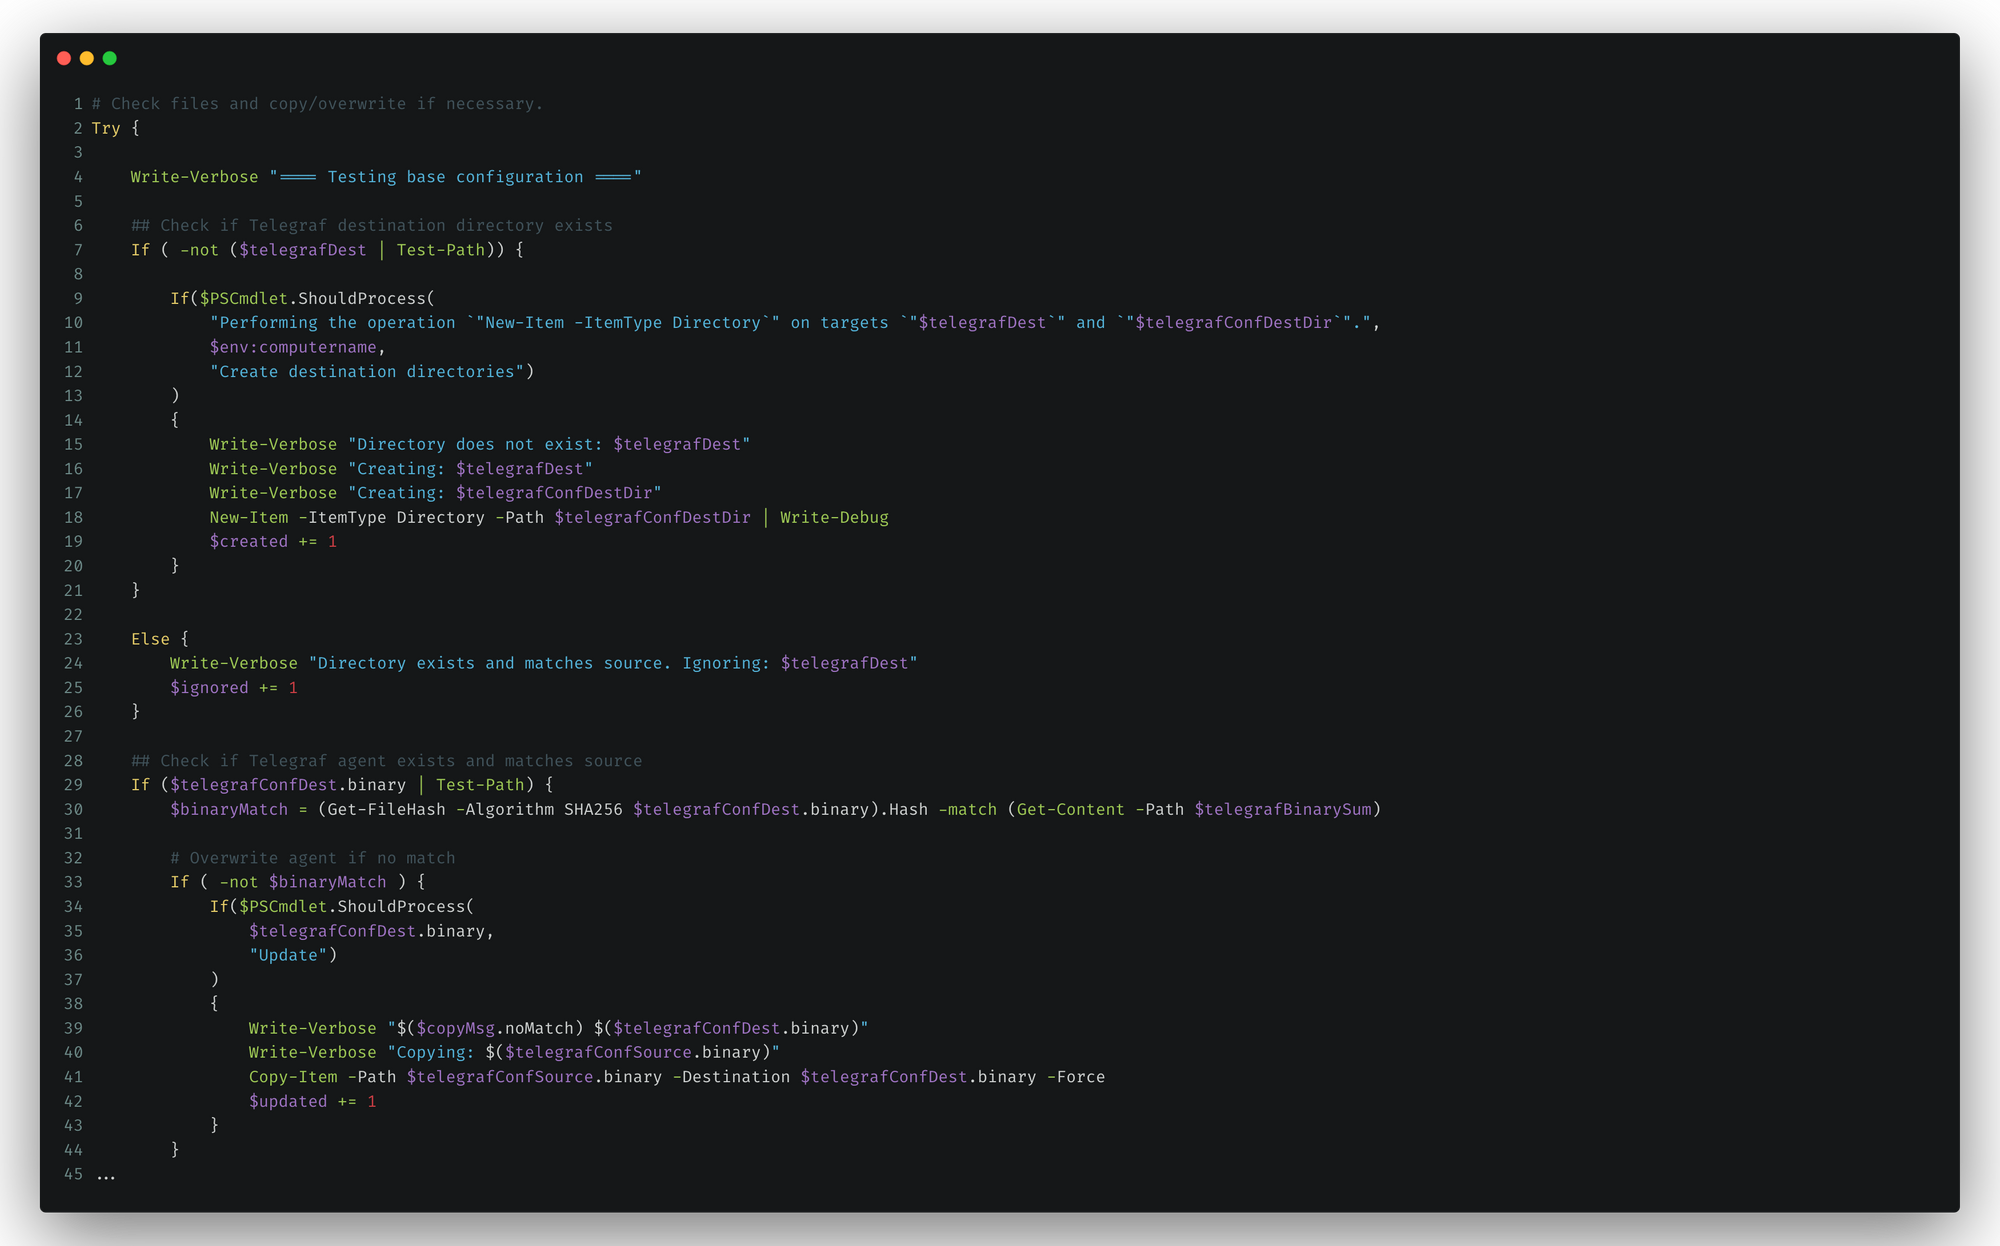 1 # Check files and copy/overwrite if necessary.
2 Try {
3
4     Write-Verbose "==== Testing base configuration ===="
5
6     ## Check if Telegraf destination directory exists
7     If ( -not ($telegrafDest | Test-Path)) {
8
9         If($PSCmdlet.ShouldProcess(
10             "Performing the operation `"New-Item -ItemType Directory`" on targets `"$telegrafDest`" and `"$telegrafConfDestDir`".",
11             $env:computername,
12             "Create destination directories")
13         )
14         {
15             Write-Verbose "Directory does not exist: $telegrafDest"
16             Write-Verbose "Creating: $telegrafDest"
17             Write-Verbose "Creating: $telegrafConfDestDir"
18             New-Item -ItemType Directory -Path $telegrafConfDestDir | Write-Debug
19             $created += 1
20         }
21     }
22
23     Else {
24         Write-Verbose "Directory exists and matches source. Ignoring: $telegrafDest"
25         $ignored += 1
26     }
27
28     ## Check if Telegraf agent exists and matches source
29     If ($telegrafConfDest.binary | Test-Path) {
30         $binaryMatch = (Get-FileHash -Algorithm SHA256 $telegrafConfDest.binary).Hash -match (Get-Content -Path $telegrafBinarySum)
31
32         # Overwrite agent if no match
33         If ( -not $binaryMatch ) {
34             If($PSCmdlet.ShouldProcess(
35                 $telegrafConfDest.binary,
36                 "Update")
37             )
38             {
39                 Write-Verbose "$($copyMsg.noMatch) $($telegrafConfDest.binary)"
40                 Write-Verbose "Copying: $($telegrafConfSource.binary)"
41                 Copy-Item -Path $telegrafConfSource.binary -Destination $telegrafConfDest.binary -Force
42                 $updated += 1
43             }
44         }
45 ...